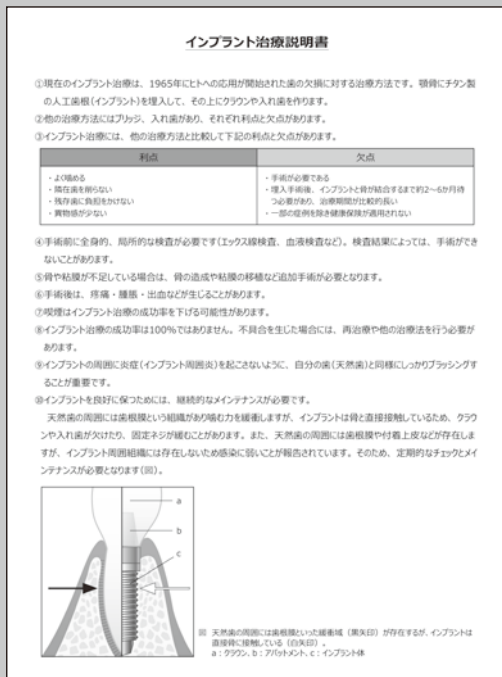 インプラント治療説明書
①現在のインプラント治療は、1965年にヒトへの応用が開始された歯の欠損に対する治療方法です。顎骨にチタン製
の人工歯根（インプラント）を埋入して、その上にクラウンや入れ歯を作ります。
②他の治療方法にはブリッジ、入れ歯があり、それぞれ利点と欠点があります。
③インプラント治療には、他の治療方法と比較して下記の利点と欠点があります。
利点
欠点
・よく噛める
・隣在歯を削らない
・残存歯に負担をかけない
・異物感が少ない
・手術が必要である
・埋入手術後、インプラントと骨が結合するまで約2～6か月待
つ必要があり、治療期間が比較的長い
・一部の症例を除き健康保険が適用されない
④手術前に全身的、局所的な検査が必要です（エックス線検査、血液検査など）。検査結果によっては、手術ができ
ないことがあります。
⑤骨や粘膜が不足している場合は、骨の造成や粘膜の移植など追加手術が必要となります。
⑥手術後は、疼痛・腫脹・出血などが生じることがあります。
⑦喫煙はインプラント治療の成功率を下げる可能性があります。
⑧インプラント治療の成功率は100%ではありません。不具合を生じた場合には、再治療や他の治療法を行う必要が
あります。
⑨インプラントの周囲に炎症（インプラント周囲炎）を起こさないように、自分の歯（天然歯）と同様にしっかりブラッシングす
ることが重要です。
⑩インプラントを良好に保つためには、継続的なメインテナンスが必要です。
天然歯の周囲には歯根膜という組織があり噛む力を緩衝しますが、インプラントは骨と直接接触しているため、クラウ
ンや入れ歯が欠けたり、固定ネジが緩むことがあります。また、天然歯の周囲には歯根膜や付着上皮などが存在しま
すが、インプラント周囲組織には存在しないため感染に弱いことが報告されています。そのため、定期的なチェックとメイ
ンテナンスが必要となります（図）。
a
b
c
図 天然歯の周囲には歯根膜といった緩衝域（黒矢印）が存在するが、インプラントは
直接骨に接触している（白矢印）。
a：クラウン、b：アバットメント、c：インプラント体